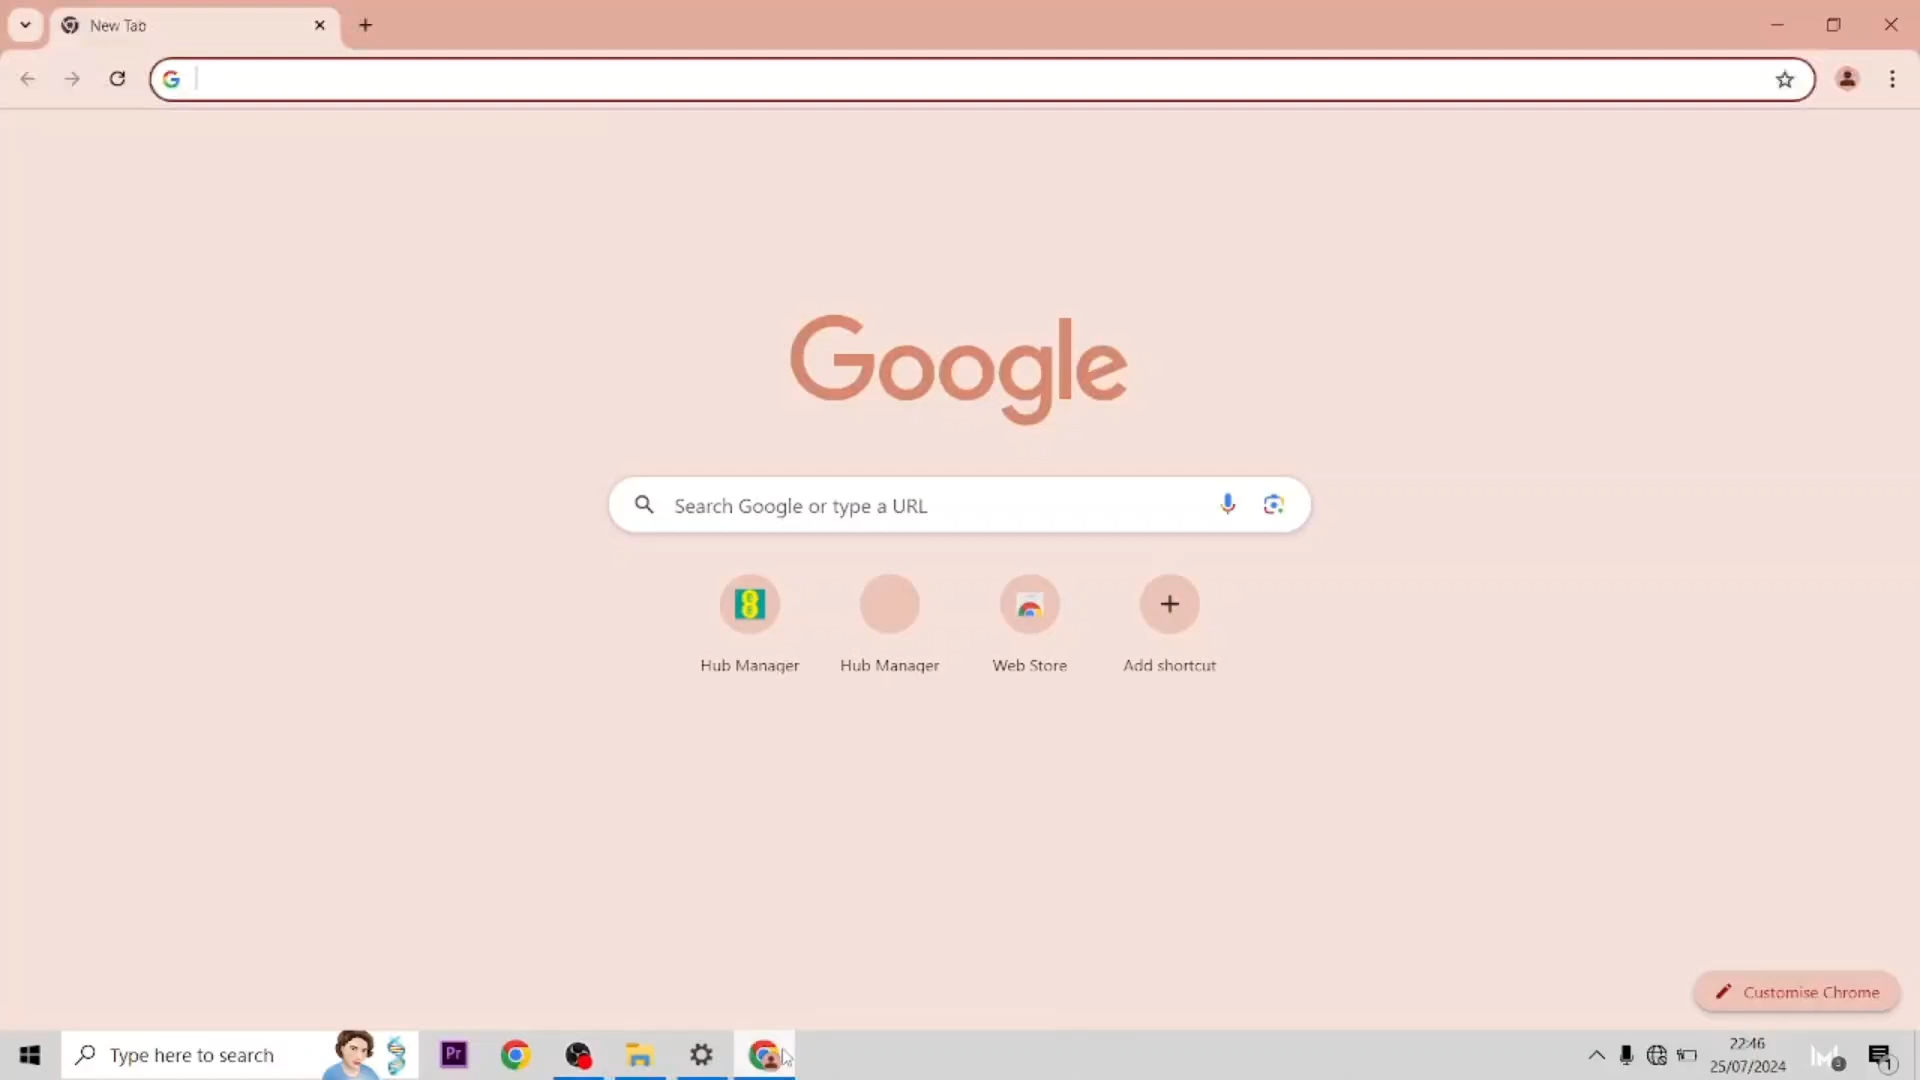 New Tab
Google
Search Google or type a URL
Hub Manager
Hub Manager
Web Store
Add shortcut
Customise Chrome
Type here to search
Pr
22:46
25/07/2024